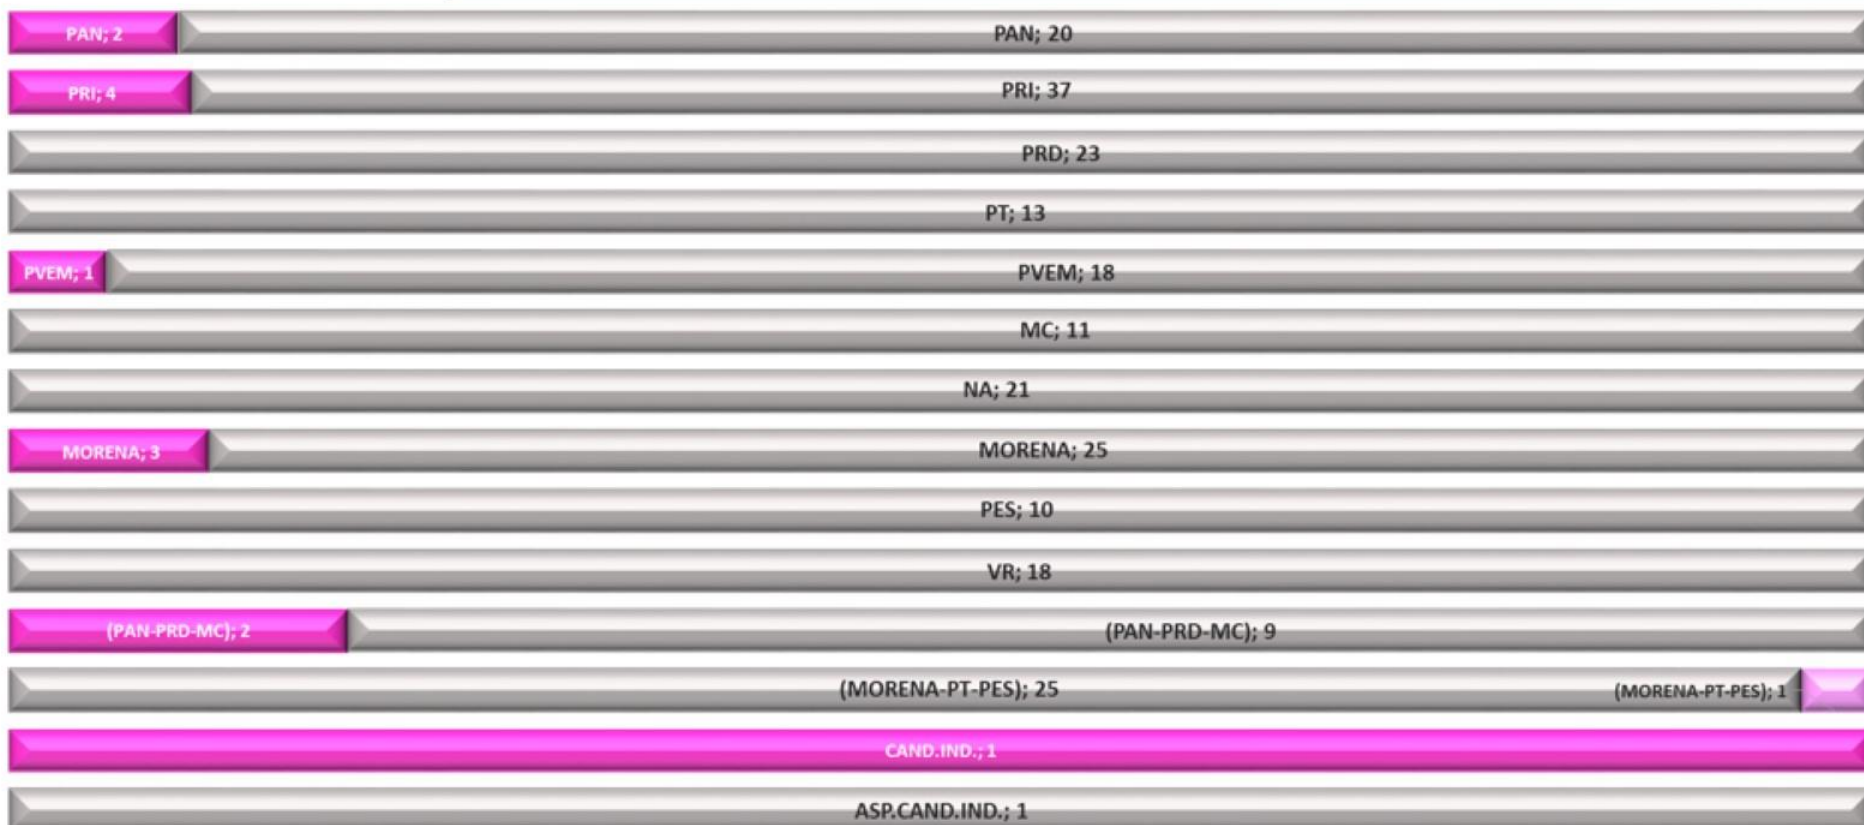 PAN; 2 PAN; 20
PRI; 4 PRI; 37
PRD; 23
PT; 13
PVEM; 1 PVEM; 18
MC; 11
NA; 21
MORENA; 3 MORENA; 25
PES; 10
VR; 18
(PAN-PRD-MC); 2 (PAN-PRD-MC); 9
(MORENA-PT-PES); 25 (MORENA-PT-PES); 1
CAND.IND.; 1
ASP.CAND.IND.; 1